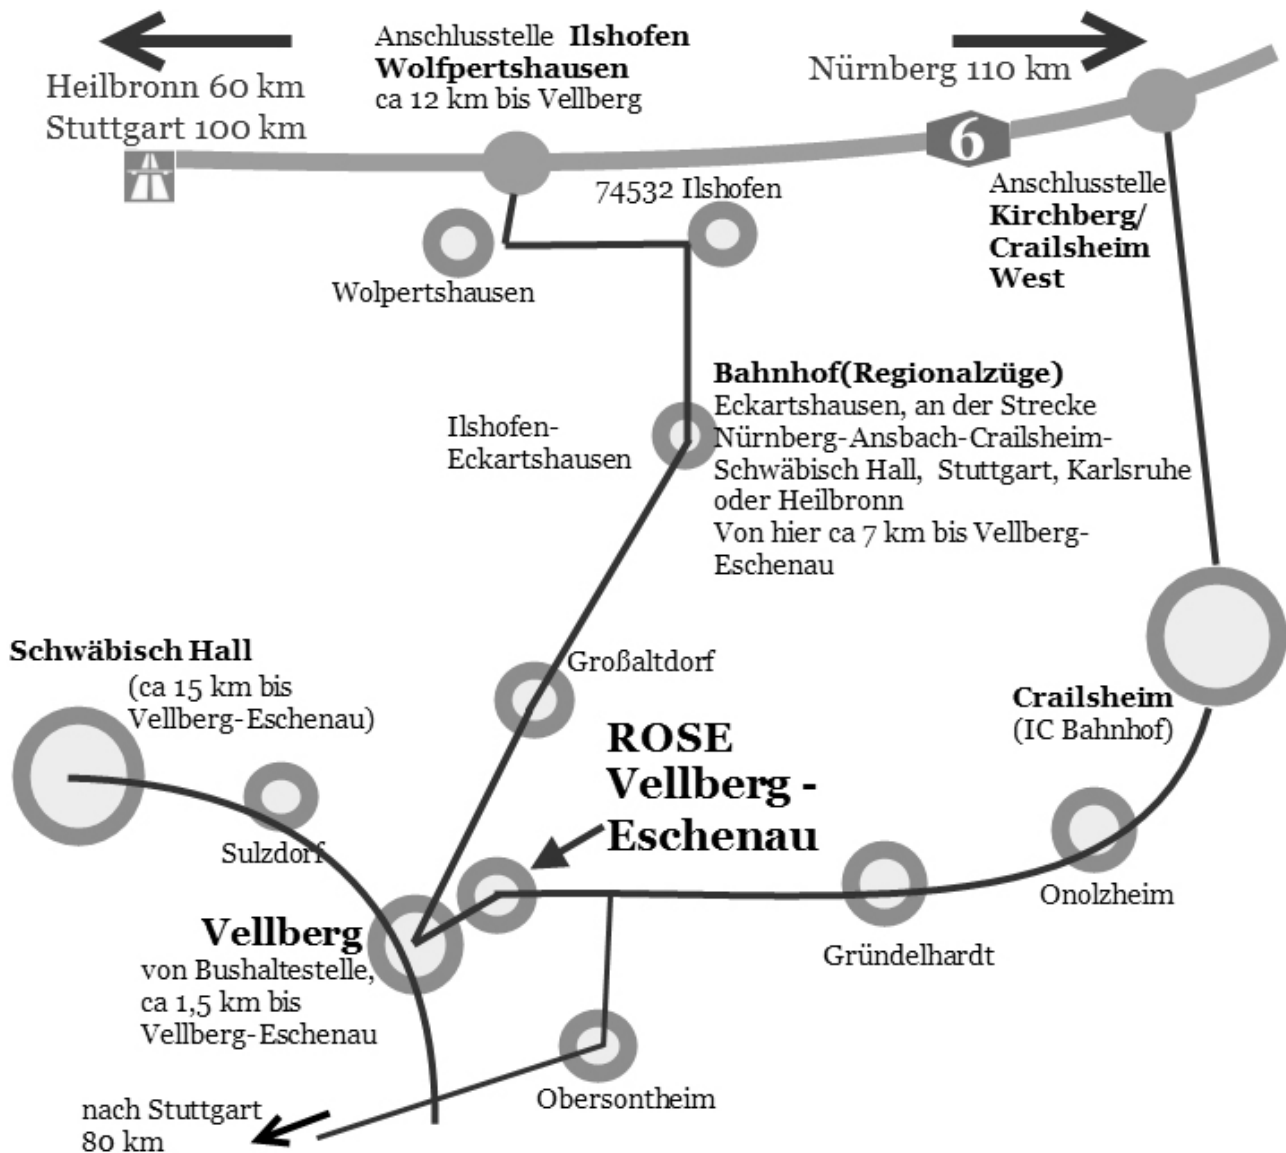 Heilbronn 60 km
Stuttgart 100 km
Anschlusstelle Ilshofen
Wolfpertshausen
ca 12 km bis Vellberg
Nürnberg 110 km
6
74532 Ilshofen
Wolpertshausen
Anschlusstelle
Kirchberg/
Crailsheim
West
Ilshofen-
Eckartshausen
Bahnhof(Regionalzüge)
Eckartshausen, an der Strecke
Nürnberg-Ansbach-Crailsheim-
Schwäbisch Hall, Stuttgart, Karlsruhe
oder Heilbronn
Von hier ca 7 km bis Vellberg-
Eschenau
Schwäbisch Hall
(ca 15 km bis
Vellberg-Eschenau)
Großaltdorf
Crailsheim
(IC Bahnhof)
ROSE
Vellberg -
Eschenau
Sulzdorf
Onolzheim
Vellberg
von Bushaltestelle,
ca 1,5 km bis
Vellberg-Eschenau
Gründelhardt
Obersontheim
nach Stuttgart
80 km